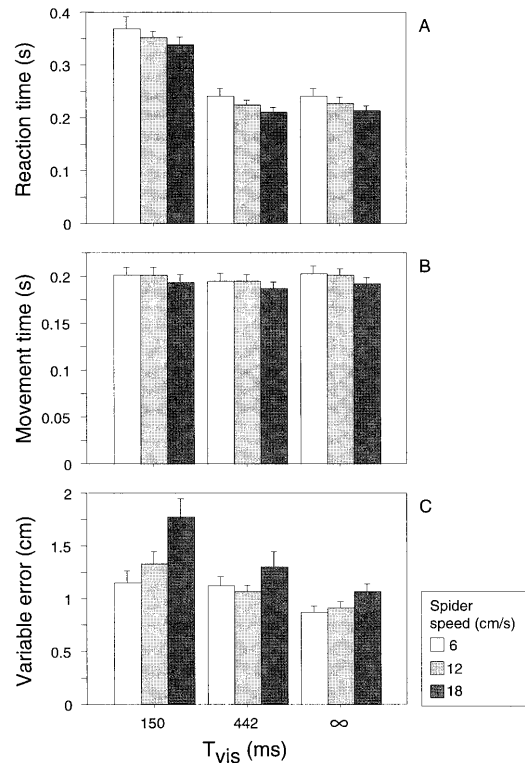 A
Reaction time (s)
0.4
0.3
0.2
0.1
0
B
Movement time (s)
0.2
0.15
0.1
0.05
0
C
Variable error (cm)
2
1.5
1
0.5
0
150 442 ∞
T_vis (ms)
Spider
speed (cm/s)
6
12
18